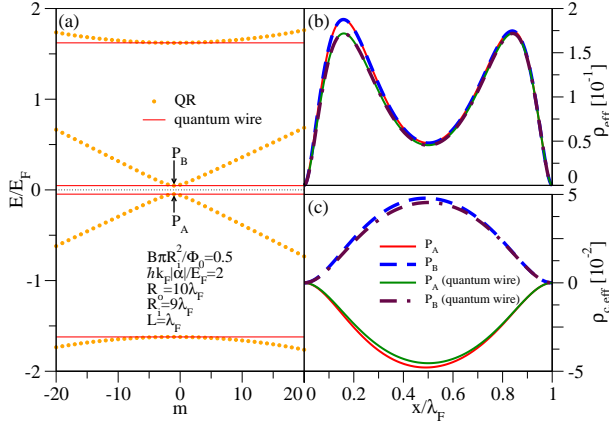 (a)
(b)
(c)
E/E_F
2
1
0
-1
-2
QR
quantum wire
P_B
P_A
BπR_i^2/Φ_0=0.5
ħk_F|α|/E_F=2
R_o=10λ_F
R_i=9λ_F
L=λ_F
-20
-10
0
10
20
m
2
1.5
1
0.5
0
ρ_eff [10^-1]
P_A
P_B
P_A (quantum wire)
P_B (quantum wire)
5
0
-5
ρ_c,eff [10^-2]
0
0.2
0.4
0.6
0.8
1
x/λ_F